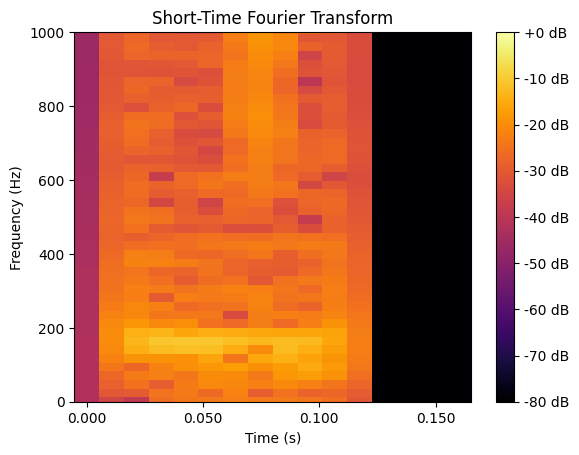 Short-Time Fourier Transform
1000
800
600
400
200
0
Frequency (Hz)
0.000
0.050
0.100
0.150
Time (s)
+0 dB
-10 dB
-20 dB
-30 dB
-40 dB
-50 dB
-60 dB
-70 dB
-80 dB